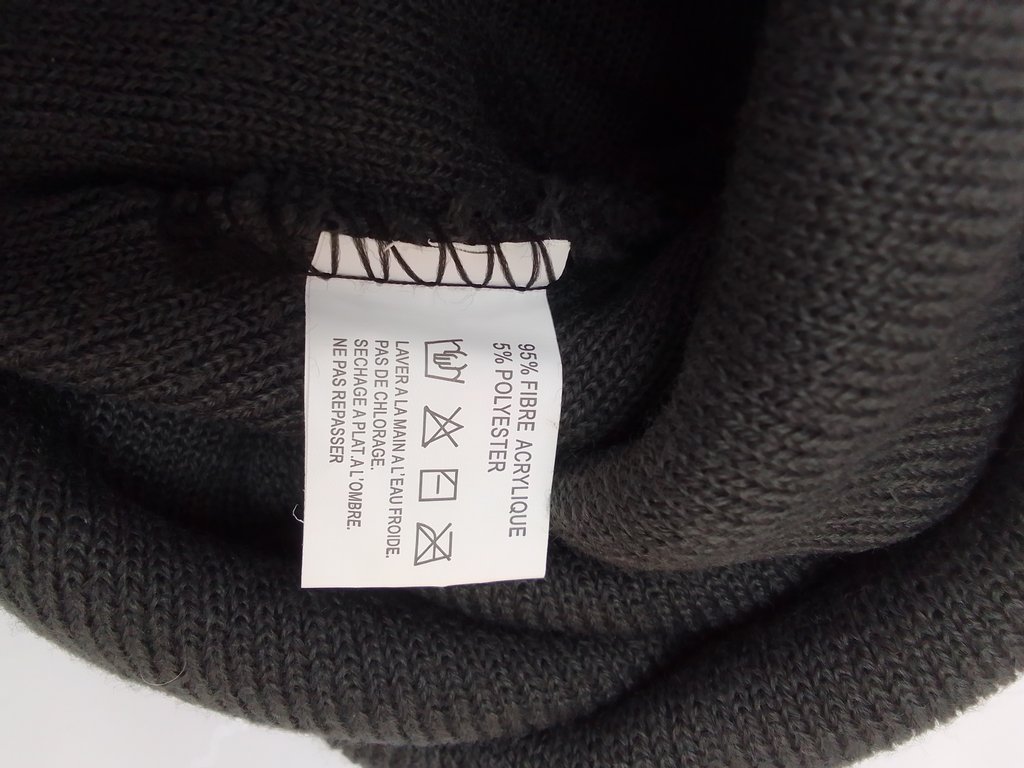 95% FIBRE ACRYLIQUE
5% POLYESTER
LAVER A LA MAIN A L'EAU FROIDE.
PAS DE CHLORAGE.
SECHAGE A PLAT.A L'OMBRE.
NE PAS REPASSER